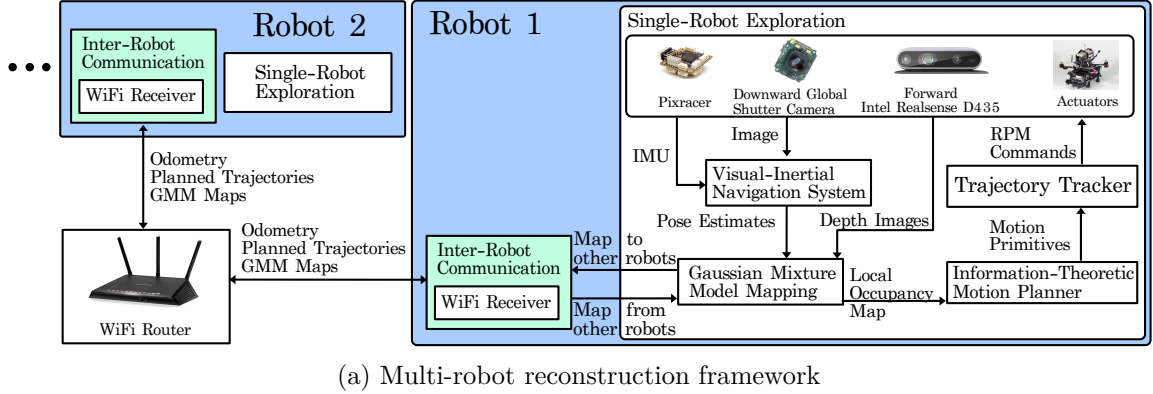 Robot 2
Inter-Robot
Communication
WiFi Receiver
Single-Robot
Exploration
Odometry
Planned Trajectories
GMM Maps
WiFi Router
Odometry
Planned Trajectories
GMM Maps
Robot 1
Inter-Robot
Communication
WiFi Receiver
Map to
other robots
Map from
other robots
Single-Robot Exploration
Pixracer
Downward Global
Shutter Camera
Forward
Intel Realsense D435
Actuators
IMU
Image
Visual-Inertial
Navigation System
Pose Estimates
Depth Images
Gaussian Mixture
Model Mapping
Local
Occupancy
Map
Information-Theoretic
Motion Planner
Motion
Primitives
Trajectory Tracker
RPM
Commands
(a) Multi-robot reconstruction framework